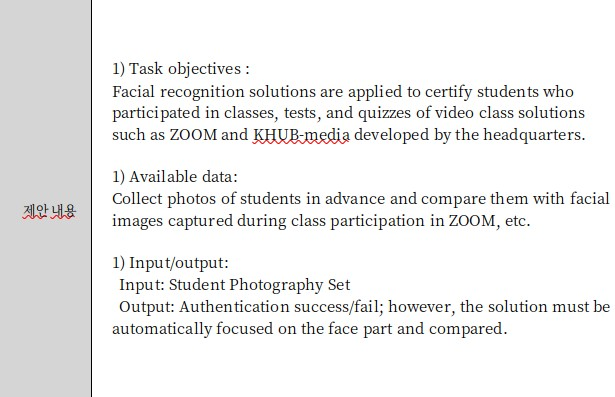 제안 내용
1) Task objectives :
Facial recognition solutions are applied to certify students who
participated in classes, tests, and quizzes of video class solutions
such as ZOOM and KHUB-media developed by the headquarters.
1) Available data:
Collect photos of students in advance and compare them with facial
images captured during class participation in ZOOM, etc.
1) Input/output:
Input: Student Photography Set
Output: Authentication success/fail; however, the solution must be
automatically focused on the face part and compared.